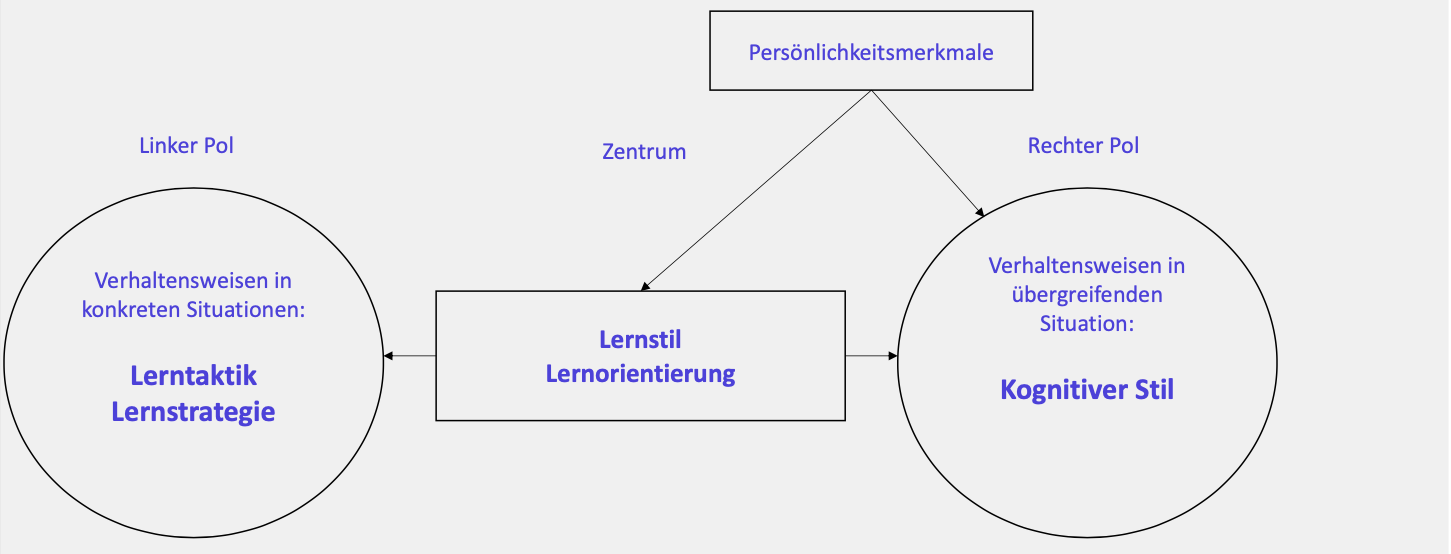 Persönlichkeitsmerkmale
Linker Pol
Zentrum
Rechter Pol
Verhaltensweisen in
konkreten Situationen:
Lerntaktik
Lernstrategie
Lernstil
Lernorientierung
Verhaltensweisen in
übergreifenden
Situation:
Kognitiver Stil